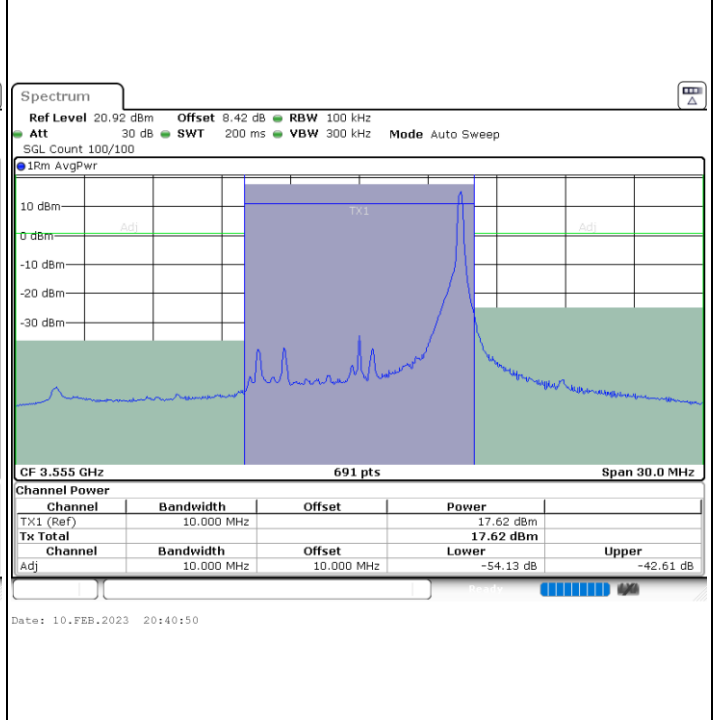 Spectrum
Ref Level 20.92 dBm Offset 8.42 dB RBW 100 kHz
Att 30 dB SWT 200 ms VBW 300 kHz Mode Auto Sweep
SGL Count 100/100
1Rm AvgPwr
10 dBm
TX1
Adj
Adj
0 dBm
-10 dBm
-20 dBm
-30 dBm
CF 3.555 GHz 691 pts Span 30.0 MHz
Channel Power
Channel Bandwidth Offset Power
TX1 (Ref) 10.000 MHz 17.62 dBm
Tx Total 17.62 dBm
Channel Bandwidth Offset Lower Upper
Adj 10.000 MHz 10.000 MHz -54.13 dB -42.61 dB
Ready
Date: 10.FEB.2023 20:40:50